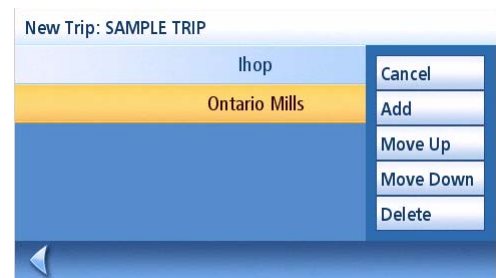 New Trip: SAMPLE TRIP
Ihop
Ontario Mills
Cancel
Add
Move Up
Move Down
Delete